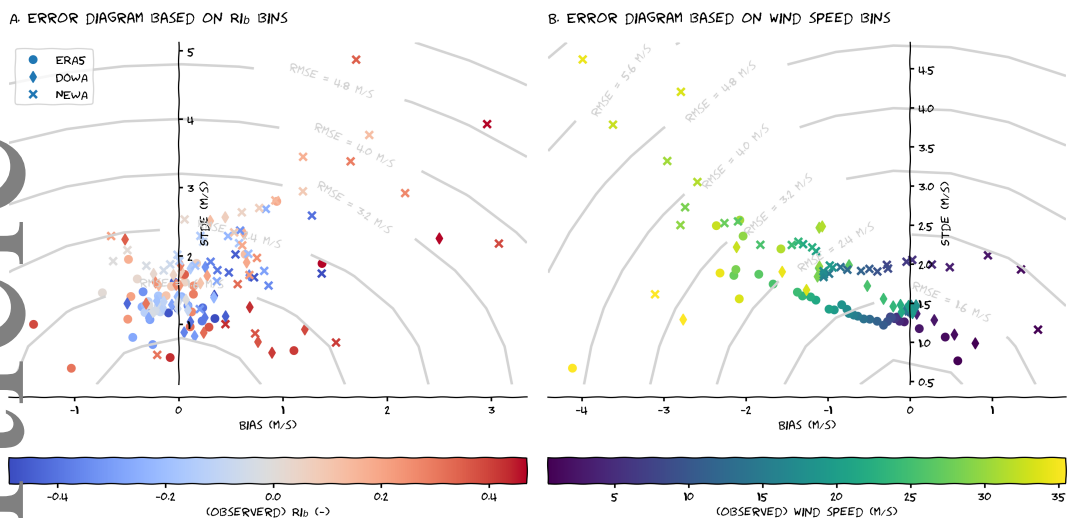 A. ERROR DIAGRAM BASED ON RIb BINS
ERA5
DOWA
NEWA
RMSE = 4.8 M/S
RMSE = 4.0 M/S
RMSE = 3.2 M/S
STDE (M/S)
5
4
3
2
1
-1
0
1
2
3
BIAS (M/S)
-0.4
-0.2
0.0
0.2
0.4
(OBSERVERD) RIb (-)
B. ERROR DIAGRAM BASED ON WIND SPEED BINS
RMSE = 5.6 M/S
RMSE = 4.8 M/S
RMSE = 4.0 M/S
RMSE = 3.2 M/S
RMSE = 2.4 M/S
RMSE = 1.6 M/S
STDE (M/S)
4.5
4.0
3.5
3.0
2.5
2.0
1.5
1.0
0.5
-4
-3
-2
-1
0
1
BIAS (M/S)
5
10
15
20
25
30
35
(OBSERVED) WIND SPEED (M/S)